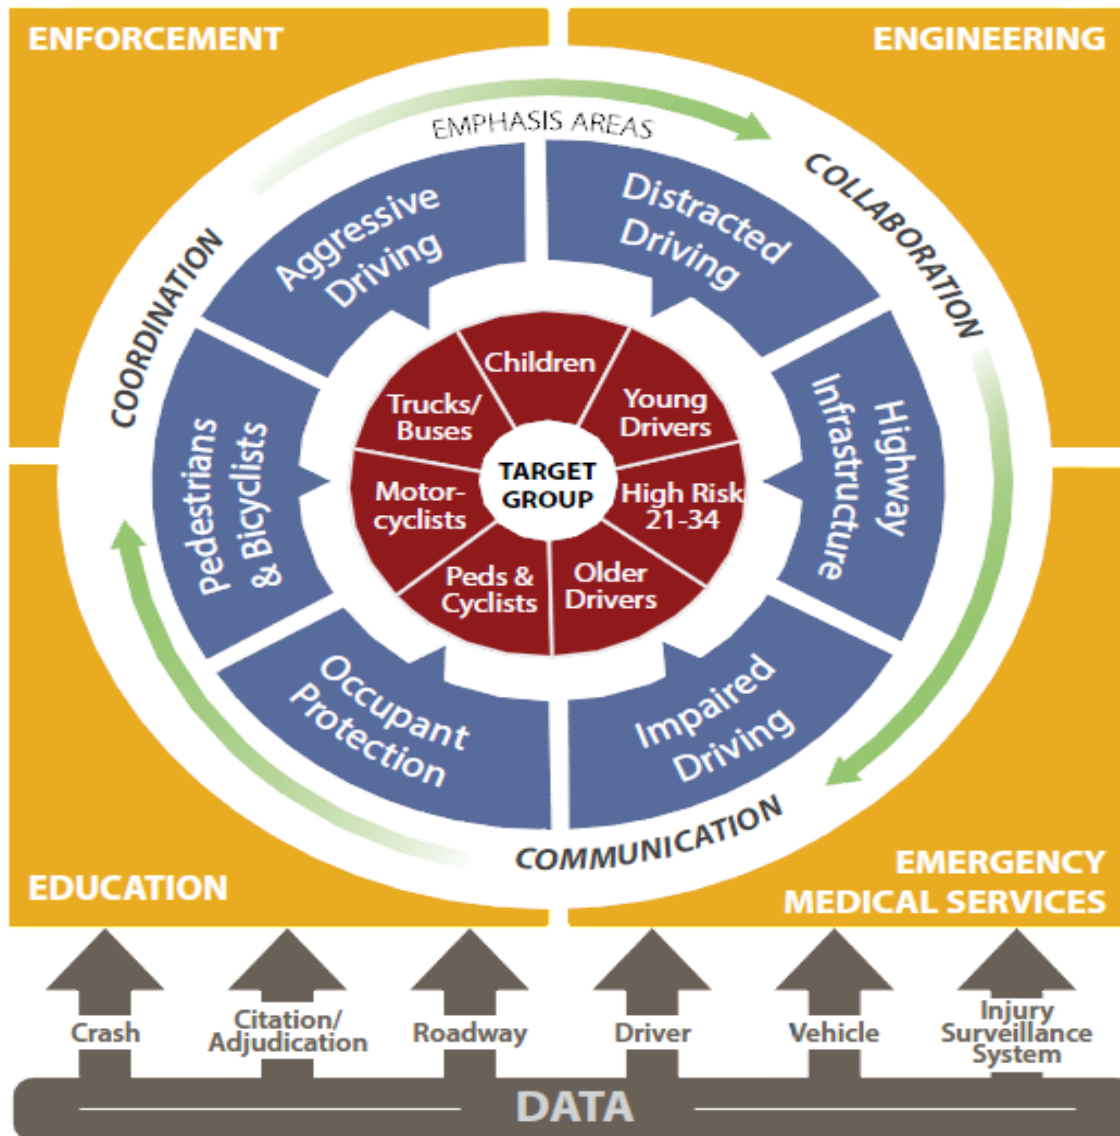 ENFORCEMENT
ENGINEERING
EMPHASIS AREAS
COORDINATION
COLLABORATION
COMMUNICATION
Aggressive
Driving
Distracted
Driving
Highway
Infrastructure
Impaired
Driving
Occupant
Protection
Pedestrians
& Bicyclists
Children
Young
Drivers
High Risk
21-34
Older
Drivers
Peds &
Cyclists
Motor-
cyclists
Trucks/
Buses
TARGET
GROUP
EDUCATION
EMERGENCY
MEDICAL SERVICES
Crash
Citation/
Adjudication
Roadway
Driver
Vehicle
Injury
Surveillance
System
DATA